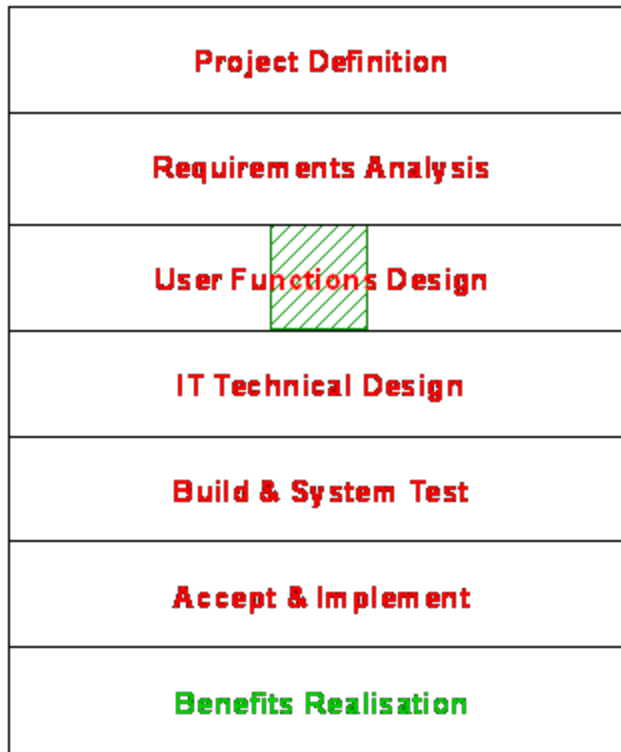 Project Definition
Requirements Analysis
User Functions Design
IT Technical Design
Build & System Test
Accept & Implement
Benefits Realisation